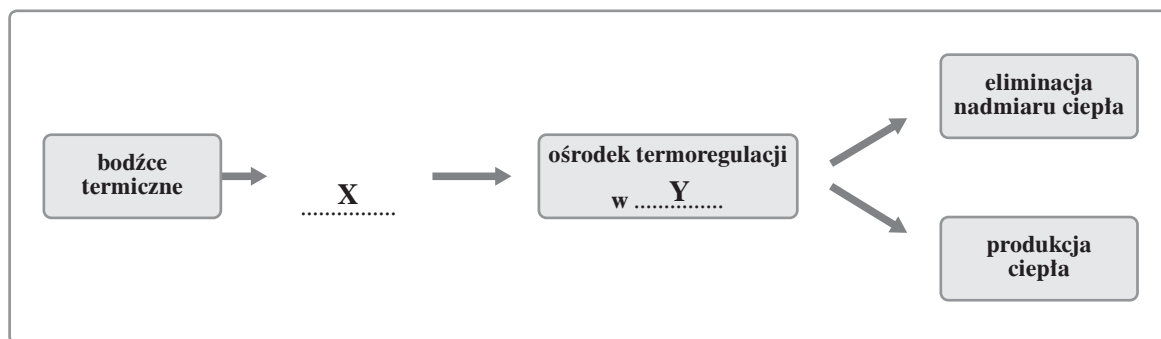 bodźce
termiczne
X
................
ośrodek termoregulacji
w ...............
Y
eliminacja
nadmiaru ciepła
produkcja
ciepła